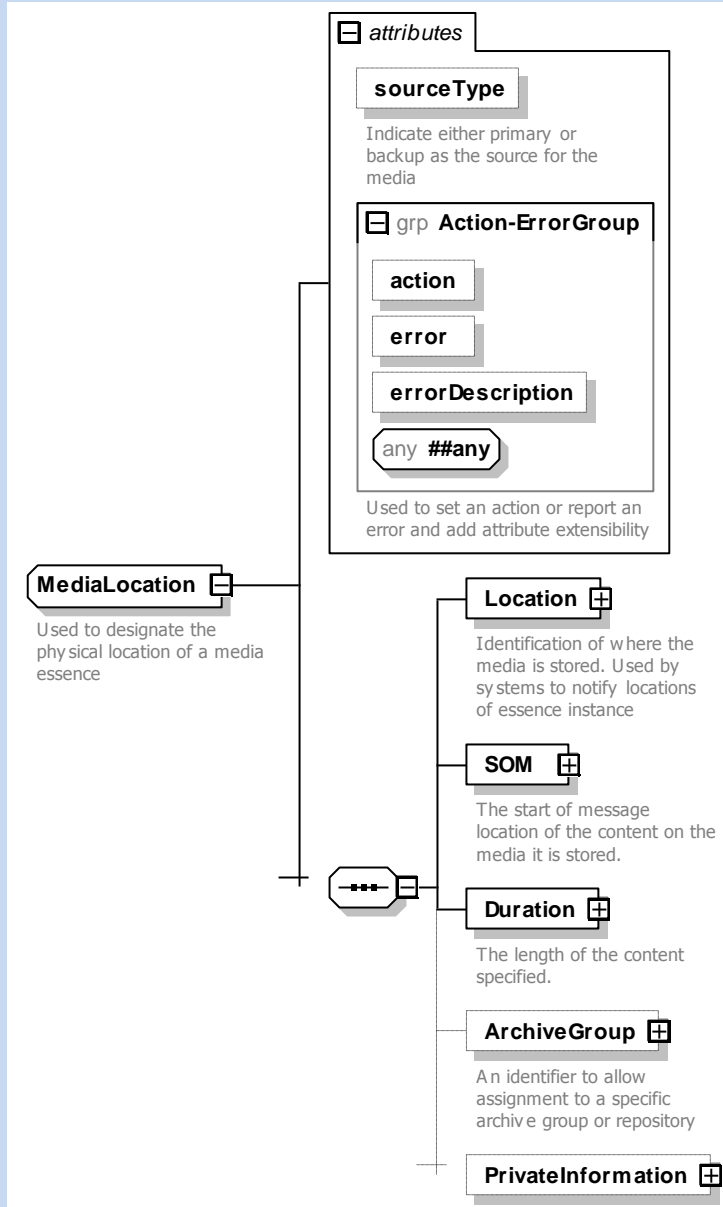 attributes
sourceType
Indicate either primary or
backup as the source for the
media
grp Action-ErrorGroup
action
error
errorDescription
any ##any
Used to set an action or report an
error and add attribute extensibility
MediaLocation
Used to designate the
physical location of a media
essence
Location
Identification of where the
media is stored. Used by
systems to notify locations
of essence instance
SOM
The start of message
location of the content on the
media it is stored.
Duration
The length of the content
specified.
ArchiveGroup
An identifier to allow
assignment to a specific
archive group or repository
PrivateInformation